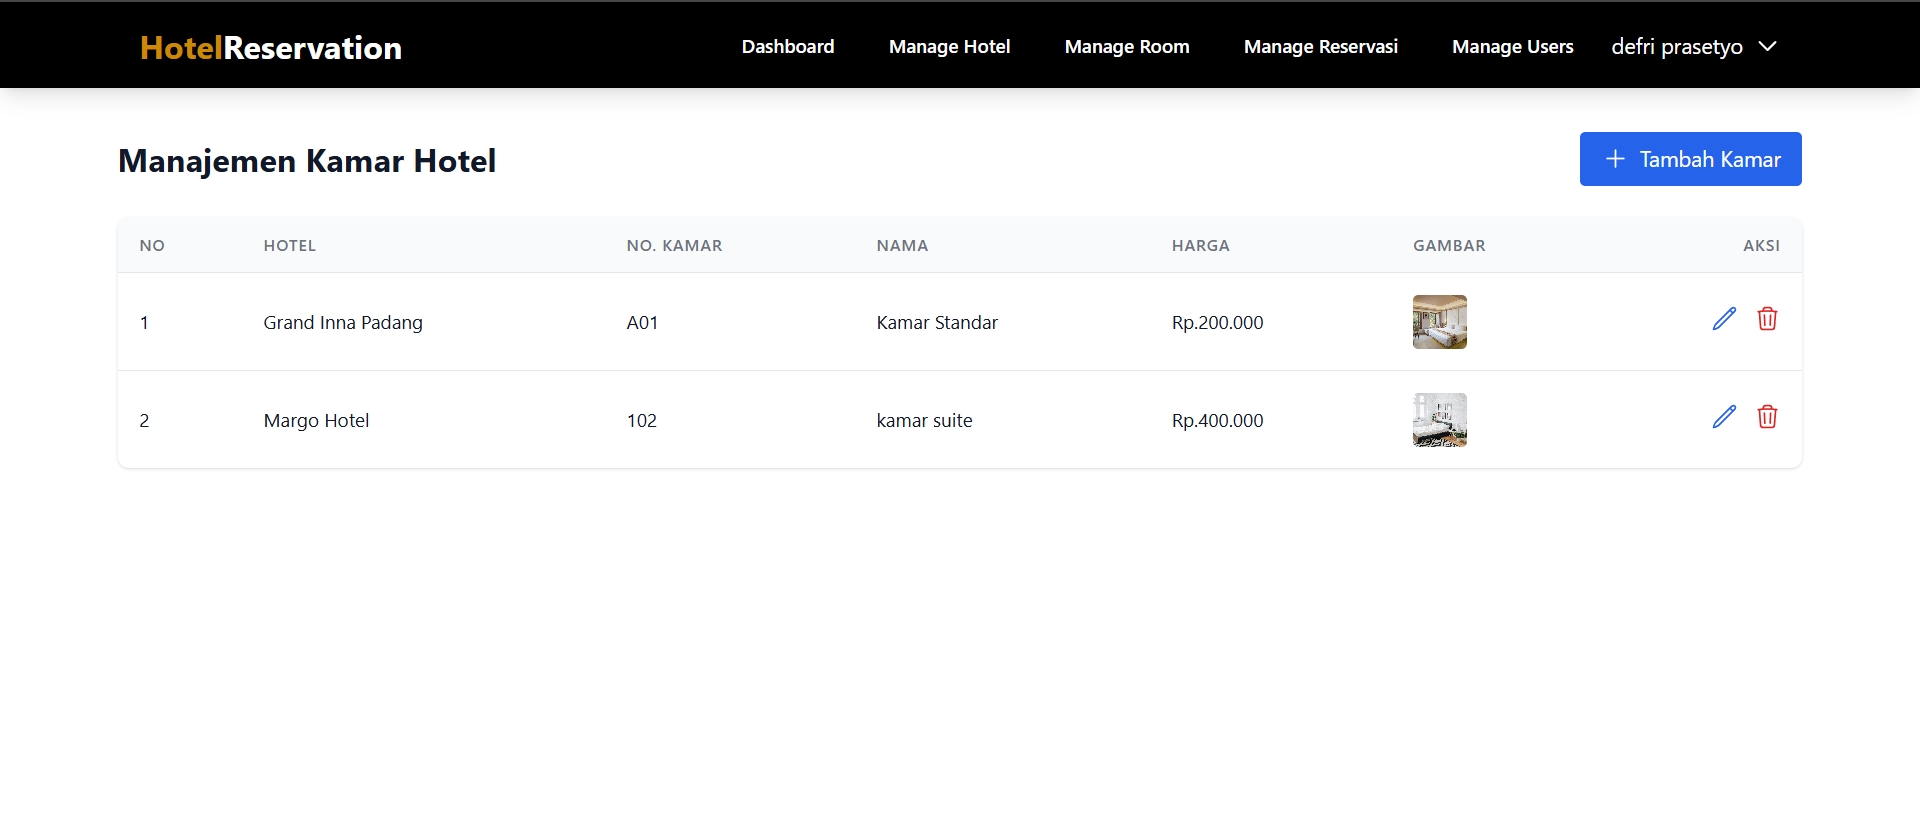 HotelReservation Dashboard Manage Hotel Manage Room Manage Reservasi Manage Users defri prasetyo
Manajemen Kamar Hotel Tambah Kamar
NO HOTEL NO. KAMAR NAMA HARGA GAMBAR AKSI
1 Grand Inna Padang A01 Kamar Standar Rp.200.000
2 Margo Hotel 102 kamar suite Rp.400.000